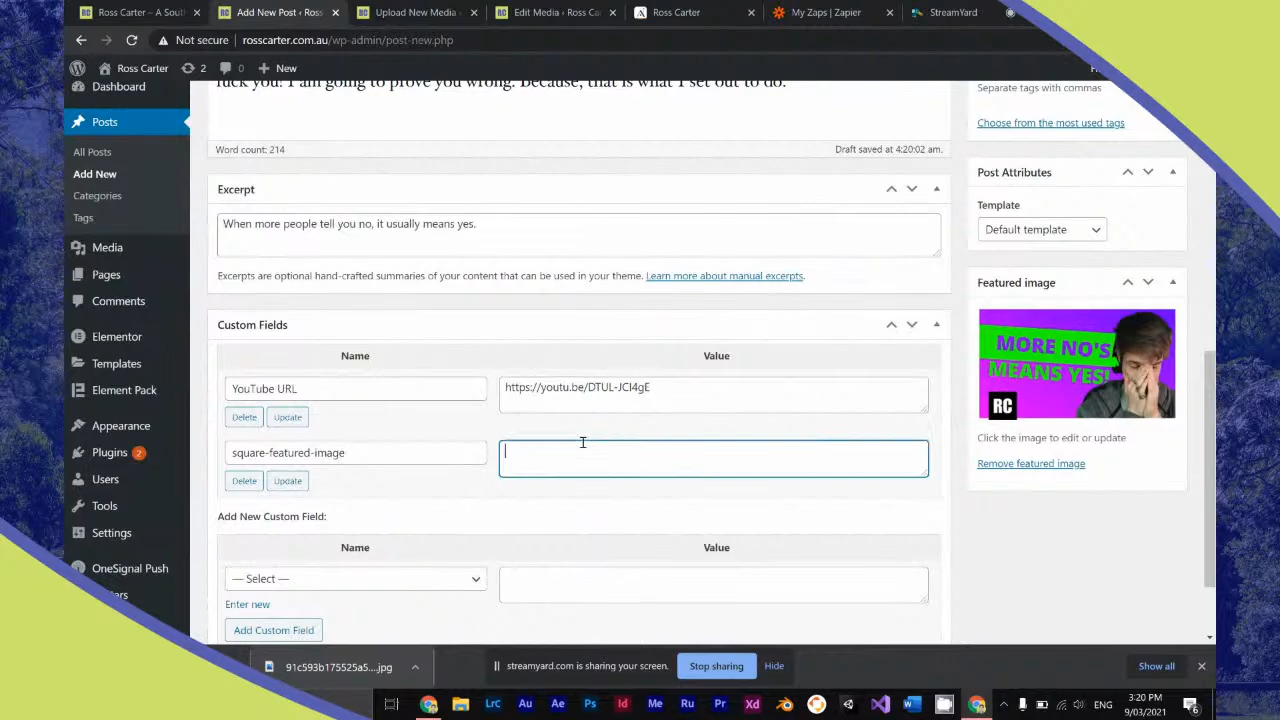 Ross Carter – A Sout
Add New Post ‹ Ross
Upload New Media ‹
Edit Media ‹ Ross Ca
Ross Carter
My Zaps | Zapier
StreamYard
Not secure
rosscarter.com.au/wp-admin/post-new.php
Ross Carter
2
0
New
Dashboard
fuck you! I am going to prove you wrong. Because, that is what I set out to do.
Separate tags with commas
Posts
Choose from the most used tags
All Posts
Word count: 214
Draft saved at 4:20:02 am.
Add New
Post Attributes
Excerpt
Categories
Template
Tags
When more people tell you no, it usually means yes.
Default template
Media
Pages
Excerpts are optional hand-crafted summaries of your content that can be used in your theme. Learn more about manual excerpts.
Featured image
Comments
Custom Fields
Elementor
MORE NO'S
MEANS YES!
RC
Name
Value
Templates
YouTube URL
https://youtu.be/DTUL-JCl4gE
Element Pack
Delete
Update
Appearance
Click the image to edit or update
Plugins 2
square-featured-image
Remove featured image
Users
Delete
Update
Tools
Add New Custom Field:
Settings
Name
Value
OneSignal Push
— Select —
Enter new
Add Custom Field
91c593b175525a5....jpg
streamyard.com is sharing your screen.
Stop sharing
Hide
Show all
Lrc
Au
Ps
Id
Me
Ru
Pr
Xd
ENG
3:20 PM
9/03/2021
6